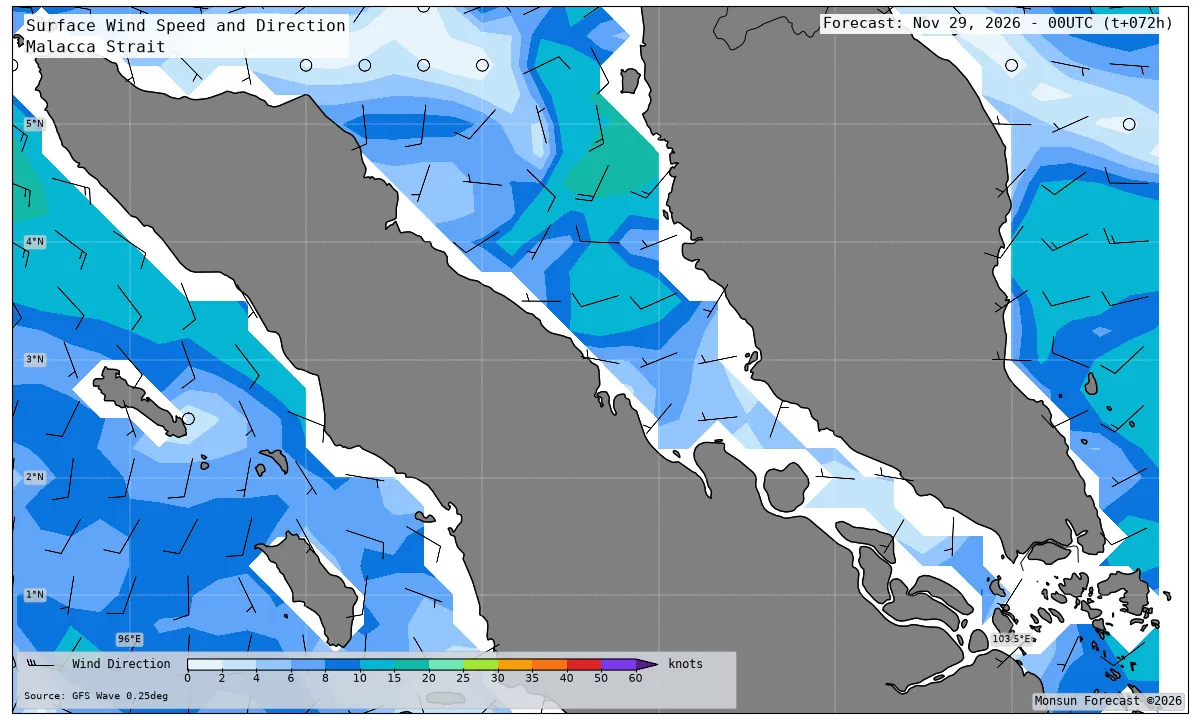 Surface Wind Speed and Direction
Malacca Strait
Forecast: Nov 29, 2026 - 00UTC (t+072h)
5°N
4°N
3°N
2°N
1°N
96°E
103.5°E
Wind Direction
0 2 4 6 8 10 15 20 25 30 35 40 50 60
knots
Source: GFS Wave 0.25deg
Monsun Forecast ©2026